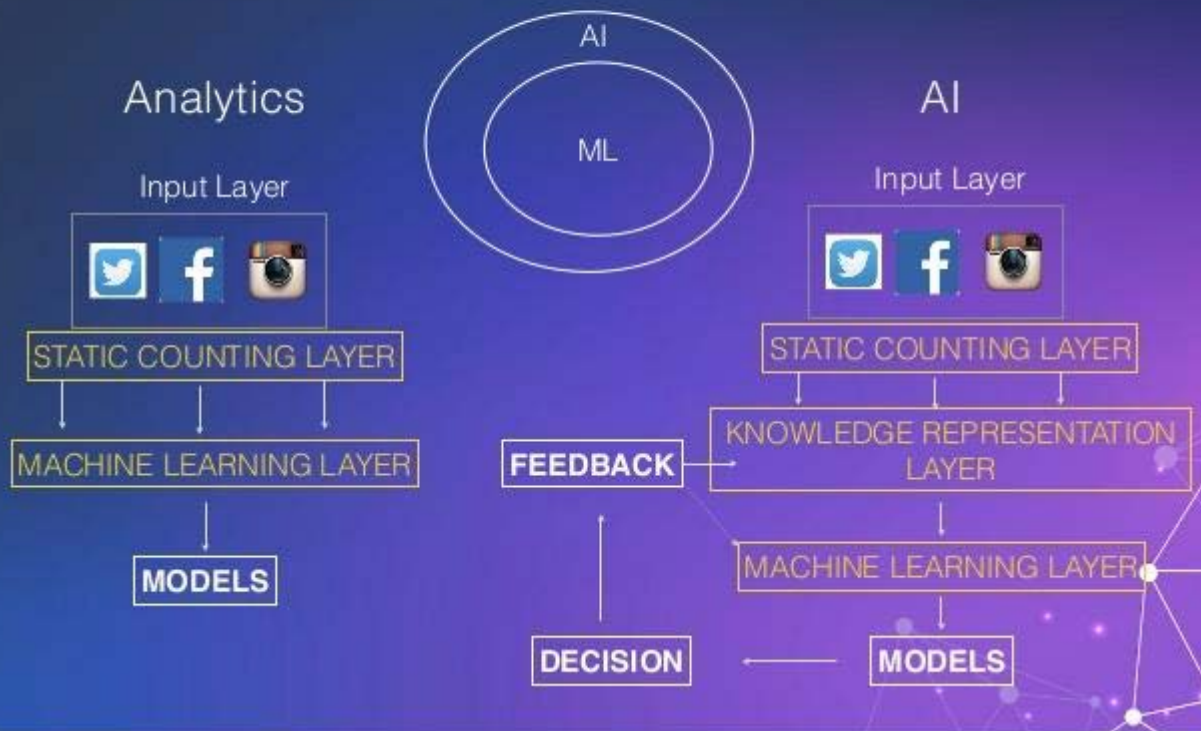 AI
ML
Analytics
Input Layer
STATIC COUNTING LAYER
MACHINE LEARNING LAYER
MODELS
AI
Input Layer
STATIC COUNTING LAYER
KNOWLEDGE REPRESENTATION
LAYER
FEEDBACK
MACHINE LEARNING LAYER
DECISION
MODELS